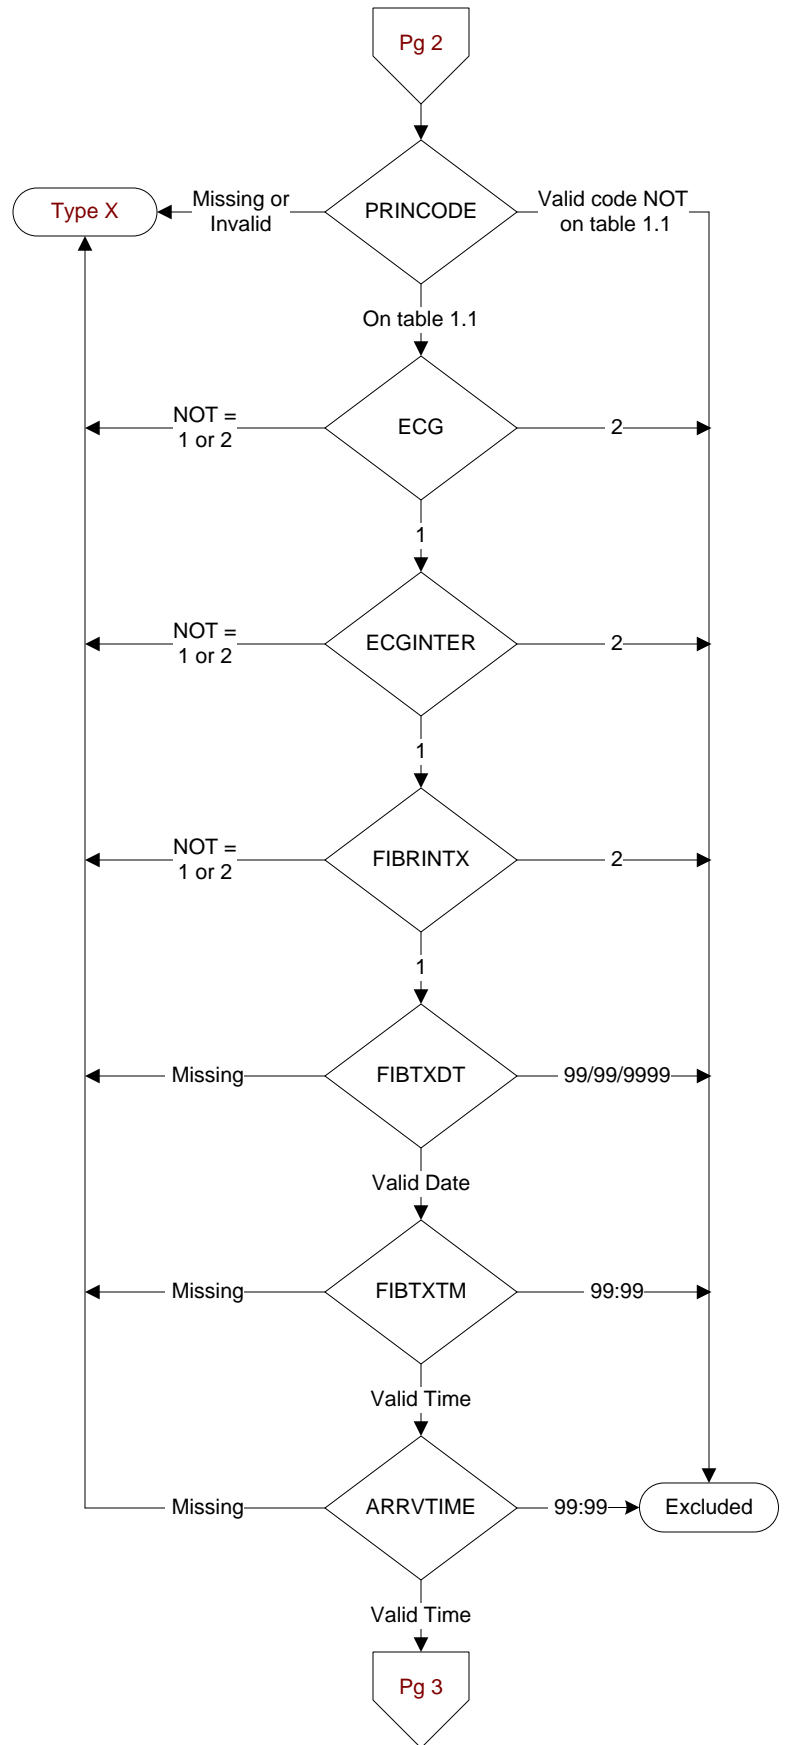 Pg 2
Type X
Missing or
Invalid
PRINCODE
Valid code NOT
on table 1.1
On table 1.1
NOT =
1 or 2
ECG
2
1
NOT =
1 or 2
ECGINTER
2
1
NOT =
1 or 2
FIBRINTX
2
1
Missing
FIBTXDT
99/99/9999
Valid Date
Missing
FIBTXTM
99:99
Valid Time
Missing
ARRVTIME
99:99
Excluded
Valid Time
Pg 3